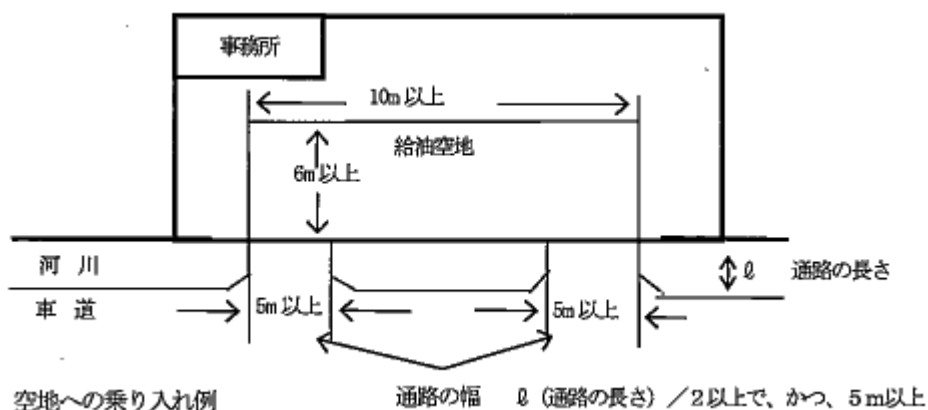 事務所
10m以上
給油空地
6m以上
河川
ℓ 通路の長さ
車道
5m以上
5m以上
空地への乗り入れ例
通路の幅 ℓ(通路の長さ)/2以上で、かつ、5m以上